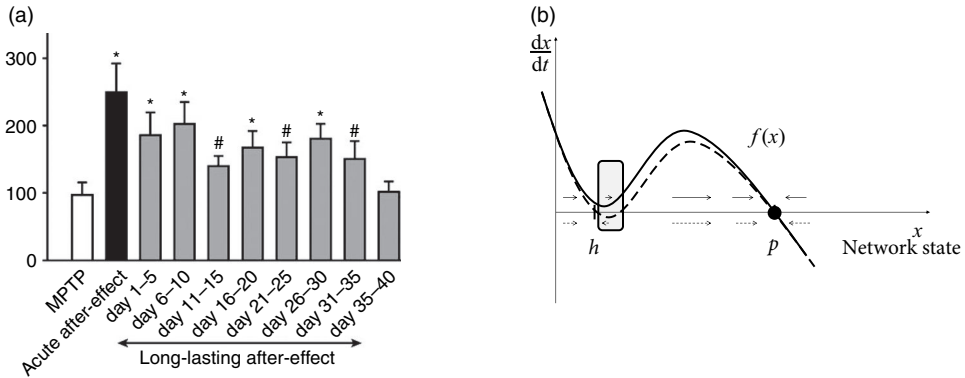 (a)
300
200
100
0
*
*
*
#
*
#
*
#
MPTP
Acute after-effect
day 1–5
day 6–10
day 11–15
day 16–20
day 21–25
day 26–30
day 31–35
day 35–40
Long-lasting after-effect
(b)
dx
dt
f(x)
h
p
x
Network state